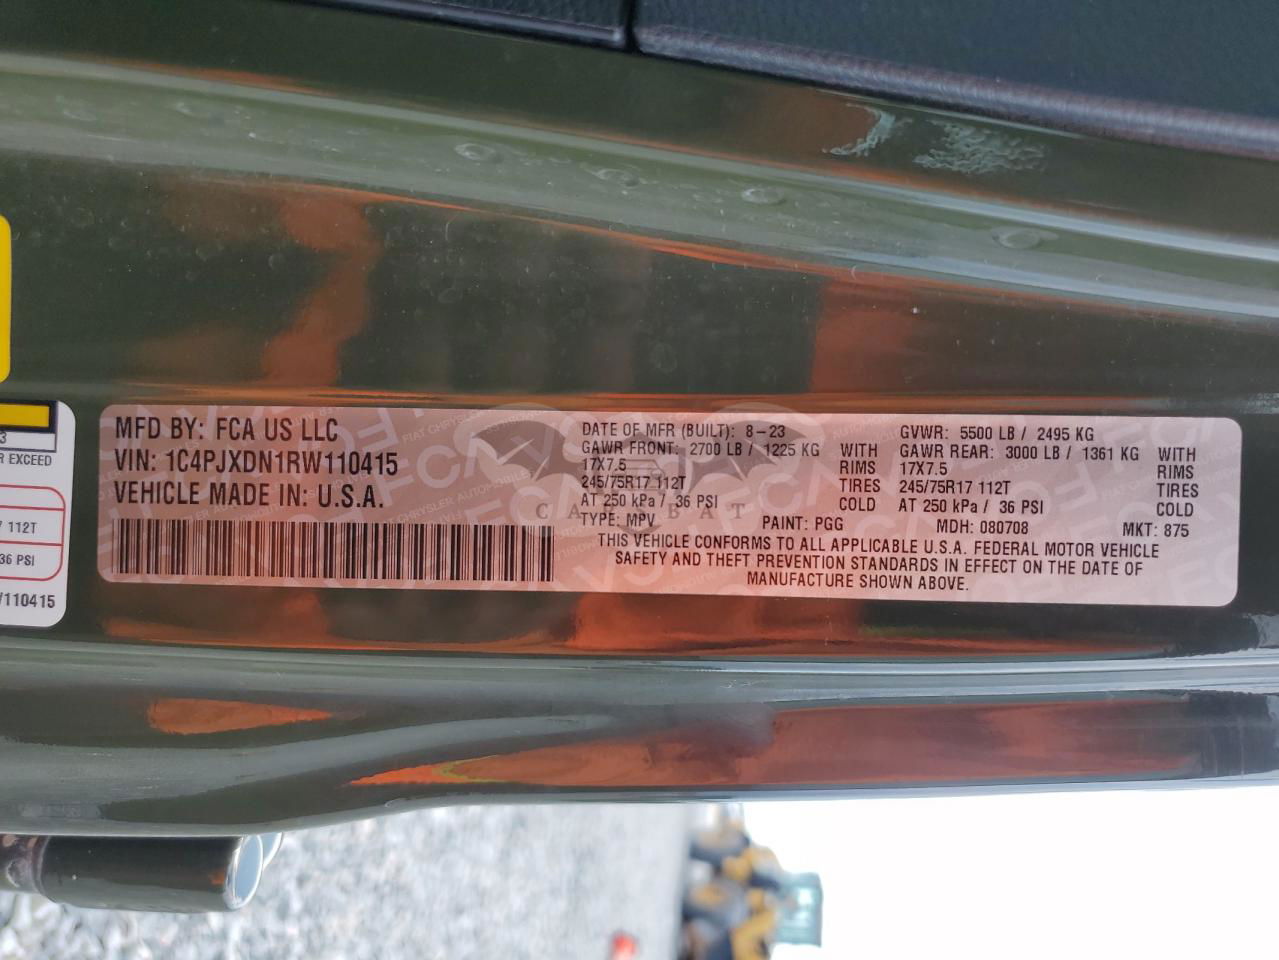 MFD BY: FCA US LLC
VIN: 1C4PJXDN1RW110415
VEHICLE MADE IN: U.S.A.
DATE OF MFR (BUILT): 8-23
GAWR FRONT: 2700 LB / 1225 KG WITH
17X7.5 RIMS
245/75R17 112T TIRES
AT 250 kPa / 36 PSI COLD
GVWR: 5500 LB / 2495 KG
GAWR REAR: 3000 LB / 1361 KG WITH
17X7.5 RIMS
245/75R17 112T TIRES
AT 250 kPa / 36 PSI COLD
TYPE: MPV PAINT: PGG MDH: 080708 MKT: 875
THIS VEHICLE CONFORMS TO ALL APPLICABLE U.S.A. FEDERAL MOTOR VEHICLE
SAFETY AND THEFT PREVENTION STANDARDS IN EFFECT ON THE DATE OF
MANUFACTURE SHOWN ABOVE.
CARSBAT
3
R EXCEED
7 112T
36 PSI
W110415